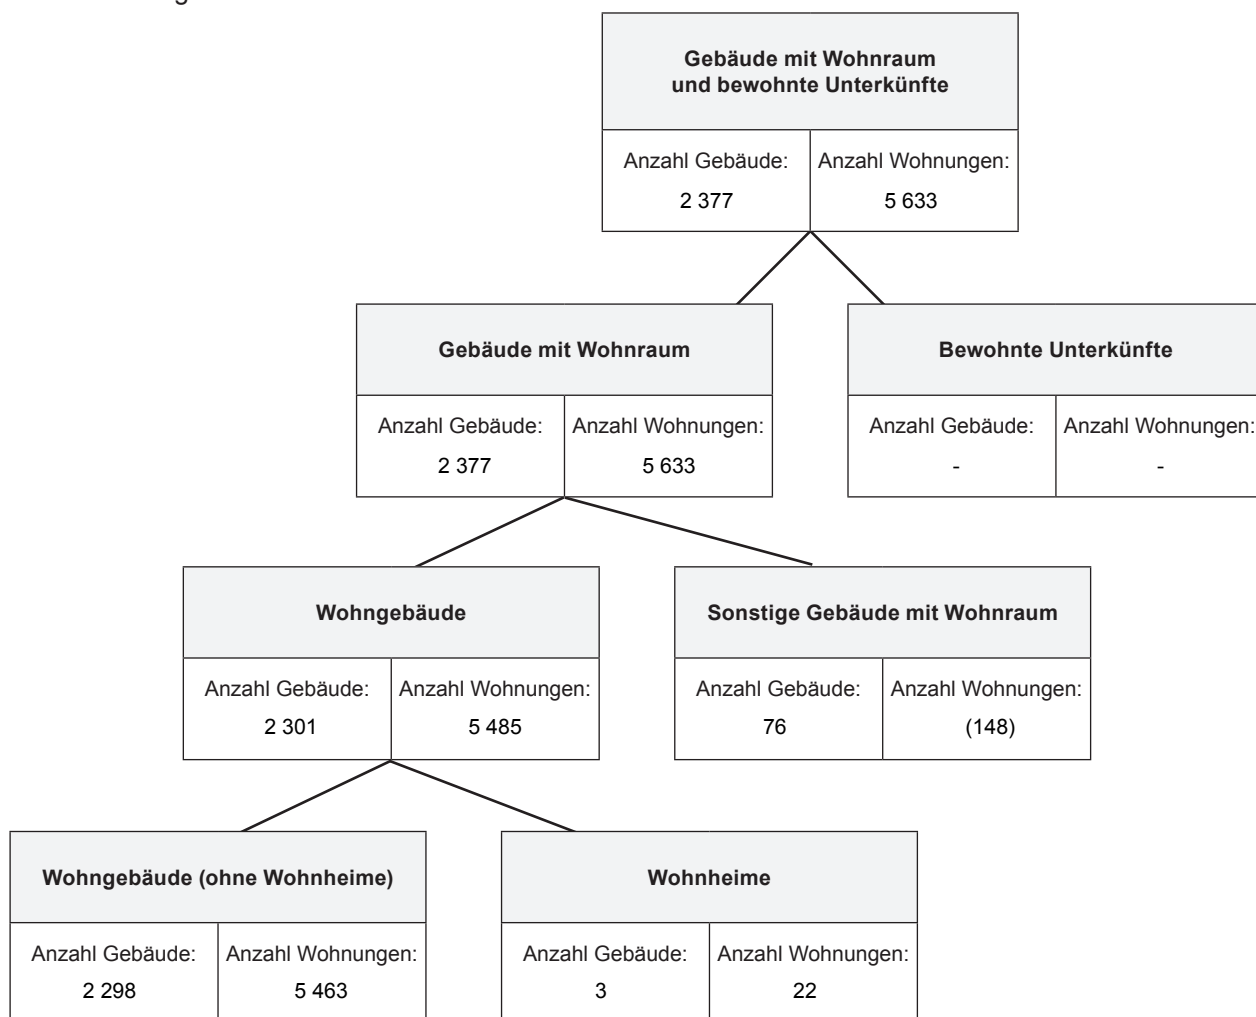 Gebäude mit Wohnraum
und bewohnte Unterkünfte
Anzahl Gebäude: Anzahl Wohnungen:
2 377 5 633
Gebäude mit Wohnraum Bewohnte Unterkünfte
Anzahl Gebäude: Anzahl Wohnungen: Anzahl Gebäude: Anzahl Wohnungen:
2 377 5 633 - -
Wohngebäude Sonstige Gebäude mit Wohnraum
Anzahl Gebäude: Anzahl Wohnungen: Anzahl Gebäude: Anzahl Wohnungen:
2 301 5 485 76 (148)
Wohngebäude (ohne Wohnheime) Wohnheime
Anzahl Gebäude: Anzahl Wohnungen: Anzahl Gebäude: Anzahl Wohnungen:
2 298 5 463 3 22